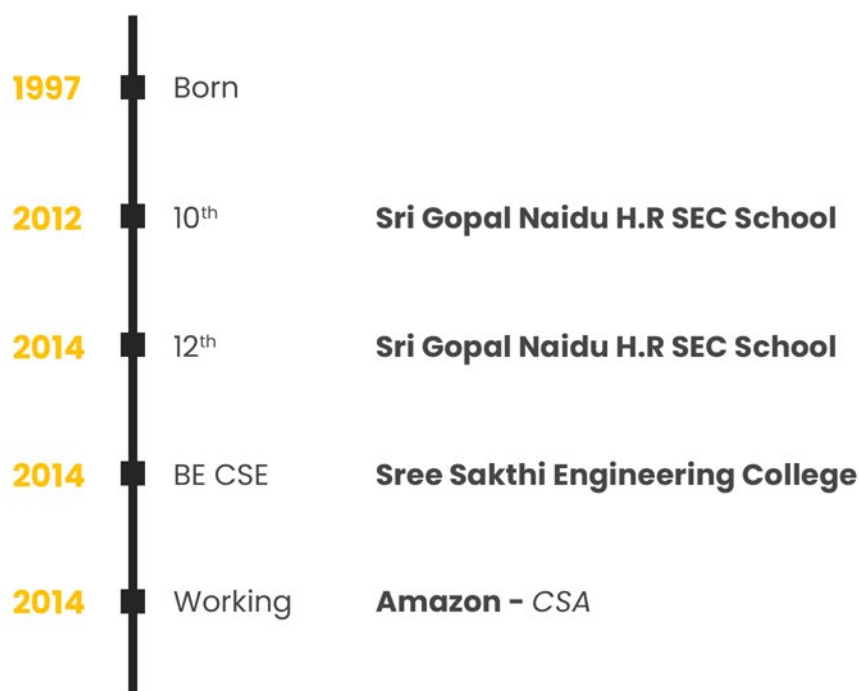 1997 Born
2012 10th Sri Gopal Naidu H.R SEC School
2014 12th Sri Gopal Naidu H.R SEC School
2014 BE CSE Sree Sakthi Engineering College
2014 Working Amazon - CSA